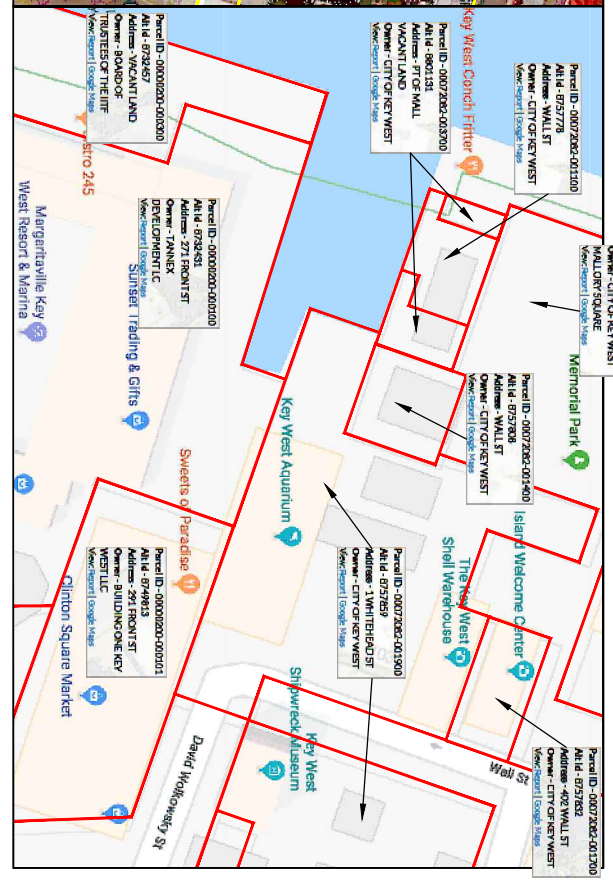 Parcel ID - 00000200-000300
Alt Id - 8732457
Address - VACANT LAND
Owner - BOARD OF
TRUSTEES OF THE IITF
View: Report | Google Maps
stro 245
Margaritaville Key
West Resort & Marina
Key West Conch Fritter
Parcel ID - 00072082-003700
Alt Id - 8801131
Address - PT OF MALL
VACANT LAND
Owner - CITY OF KEY WEST
View: Report | Google Maps
Parcel ID - 00072082-001100
Alt Id - 8757778
Address - WALL ST
Owner - CITY OF KEY WEST
View: Report | Google Maps
Owner - CITY OF KEY WEST
MALLORY SQUARE
View: Report | Google Maps
Memorial Park
Parcel ID - 00000200-000100
Alt Id - 8732431
Address - 271 FRONT ST
Owner - TANNEX
DEVELOPMENT LC
View: Report | Google Maps
Sunset Trading & Gifts
Parcel ID - 00072082-001400
Alt Id - 8757808
Address - WALL ST
Owner - CITY OF KEY WEST
View: Report | Google Maps
Key West Aquarium
Sweets of Paradise
Island Welcome Center
The Key West
Shell Warehouse
Parcel ID - 00072082-001900
Alt Id - 8757859
Address - 1 WHITEHEAD ST
Owner - CITY OF KEY WEST
View: Report | Google Maps
Parcel ID - 00000200-000101
Alt Id - 8749813
Address - 291 FRONT ST
Owner - BUILDING ONE KEY
WEST LLC
View: Report | Google Maps
Clinton Square Market
Key West
Shipwreck Museum
David Wolkowsky St
Wall St
Parcel ID - 00072082-001700
Alt Id - 8757832
Address - 402 WALL ST
Owner - CITY OF KEY WEST
View: Report | Google Maps